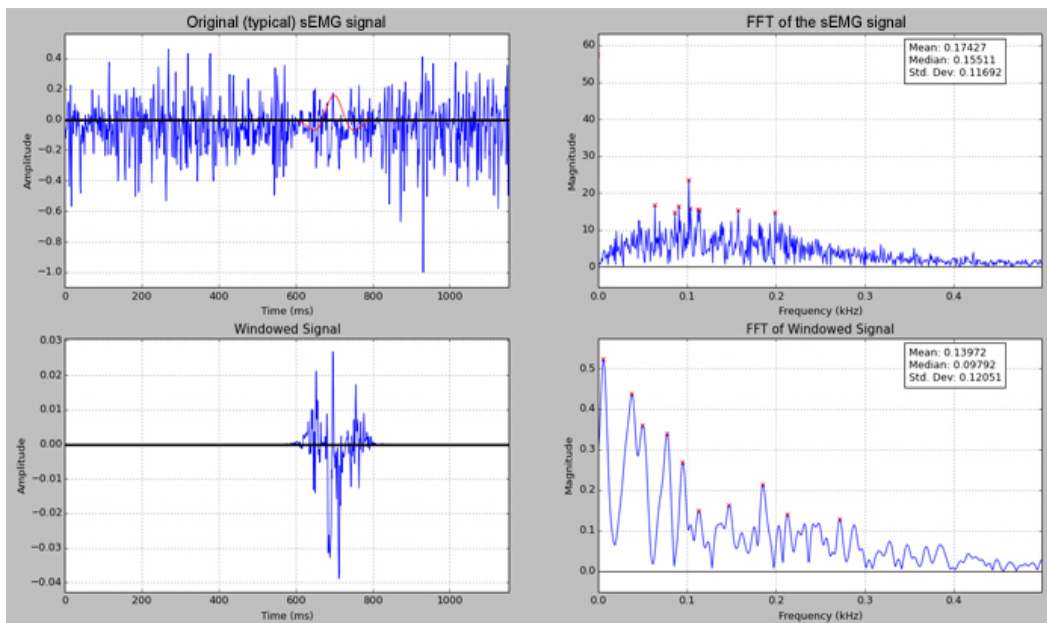 Original (typical) sEMG signal
0.4
0.2
0.0
−0.2
−0.4
−0.6
−0.8
−1.0
Amplitude
0 200 400 600 800 1000
Time (ms)
FFT of the sEMG signal
Mean: 0.17427
Median: 0.15511
Std. Dev: 0.11692
60
50
40
30
20
10
0
Magnitude
0.0 0.1 0.2 0.3 0.4
Frequency (kHz)
Windowed Signal
0.03
0.02
0.01
0.00
−0.01
−0.02
−0.03
−0.04
Amplitude
0 200 400 600 800 1000
Time (ms)
FFT of Windowed Signal
Mean: 0.13972
Median: 0.09792
Std. Dev: 0.12051
0.5
0.4
0.3
0.2
0.1
0.0
Magnitude
0.0 0.1 0.2 0.3 0.4
Frequency (kHz)